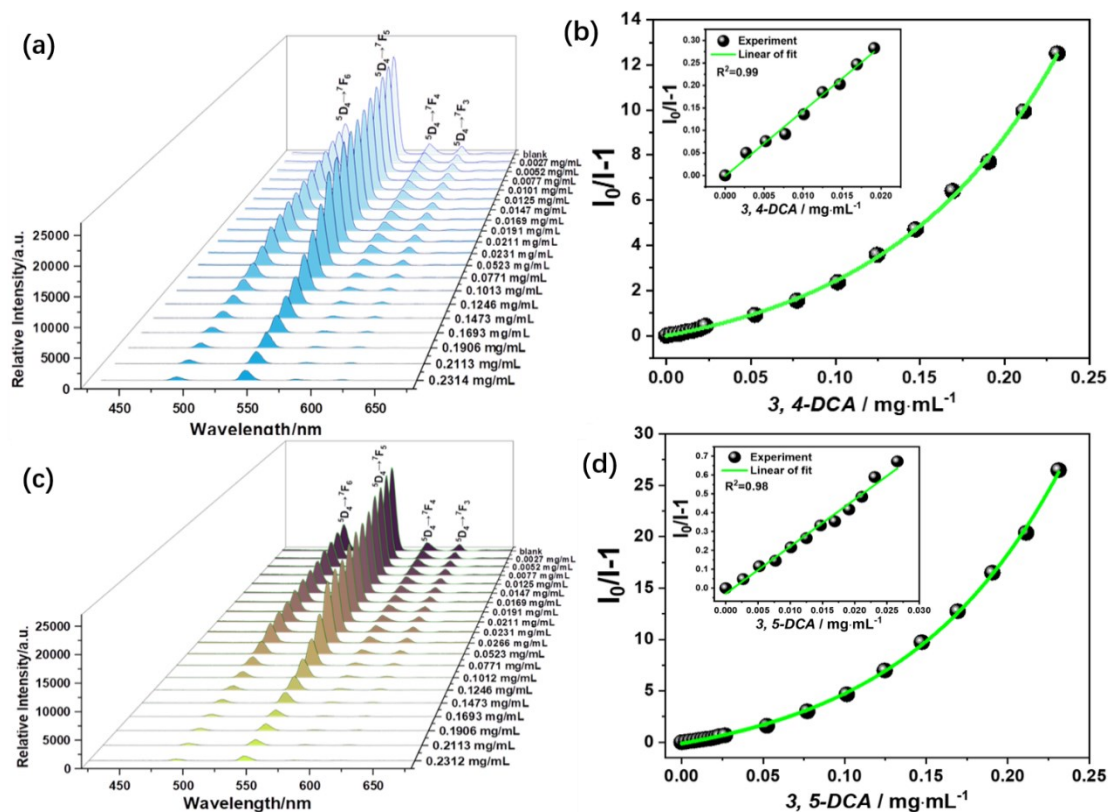 (a)
⁵D₄→⁷F₆
⁵D₄→⁷F₅
⁵D₄→⁷F₄
⁵D₄→⁷F₃
blank
0.0027 mg/mL
0.0052 mg/mL
0.0077 mg/mL
0.0101 mg/mL
0.0125 mg/mL
0.0147 mg/mL
0.0169 mg/mL
0.0191 mg/mL
0.0211 mg/mL
0.0231 mg/mL
0.0523 mg/mL
0.0771 mg/mL
0.1013 mg/mL
0.1246 mg/mL
0.1473 mg/mL
0.1693 mg/mL
0.1906 mg/mL
0.2113 mg/mL
0.2314 mg/mL
25000
20000
15000
10000
5000
0
Relative Intensity/a.u.
450 500 550 600 650
Wavelength/nm
(b)
14
12
10
8
6
4
2
0
I₀/I-1
0.00 0.05 0.10 0.15 0.20 0.25
3, 4-DCA / mg·mL⁻¹
Experiment
Linear of fit
R²=0.99
0.30
0.25
0.20
0.15
0.10
0.05
0.00
I₀/I-1
0.000 0.005 0.010 0.015 0.020
3, 4-DCA / mg·mL⁻¹
(c)
⁵D₄→⁷F₆
⁵D₄→⁷F₅
⁵D₄→⁷F₄
⁵D₄→⁷F₃
blank
0.0027 mg/mL
0.0052 mg/mL
0.0077 mg/mL
0.0125 mg/mL
0.0147 mg/mL
0.0169 mg/mL
0.0191 mg/mL
0.0211 mg/mL
0.0231 mg/mL
0.0266 mg/mL
0.0523 mg/mL
0.0771 mg/mL
0.1012 mg/mL
0.1246 mg/mL
0.1473 mg/mL
0.1693 mg/mL
0.1906 mg/mL
0.2113 mg/mL
0.2312 mg/mL
25000
20000
15000
10000
5000
0
Relative Intensity/a.u.
450 500 550 600 650
Wavelength/nm
(d)
30
25
20
15
10
5
0
I₀/I-1
0.00 0.05 0.10 0.15 0.20 0.25
3, 5-DCA / mg·mL⁻¹
Experiment
Linear of fit
R²=0.98
0.7
0.6
0.5
0.4
0.3
0.2
0.1
0.0
I₀/I-1
0.000 0.005 0.010 0.015 0.020 0.025 0.030
3, 5-DCA / mg·mL⁻¹